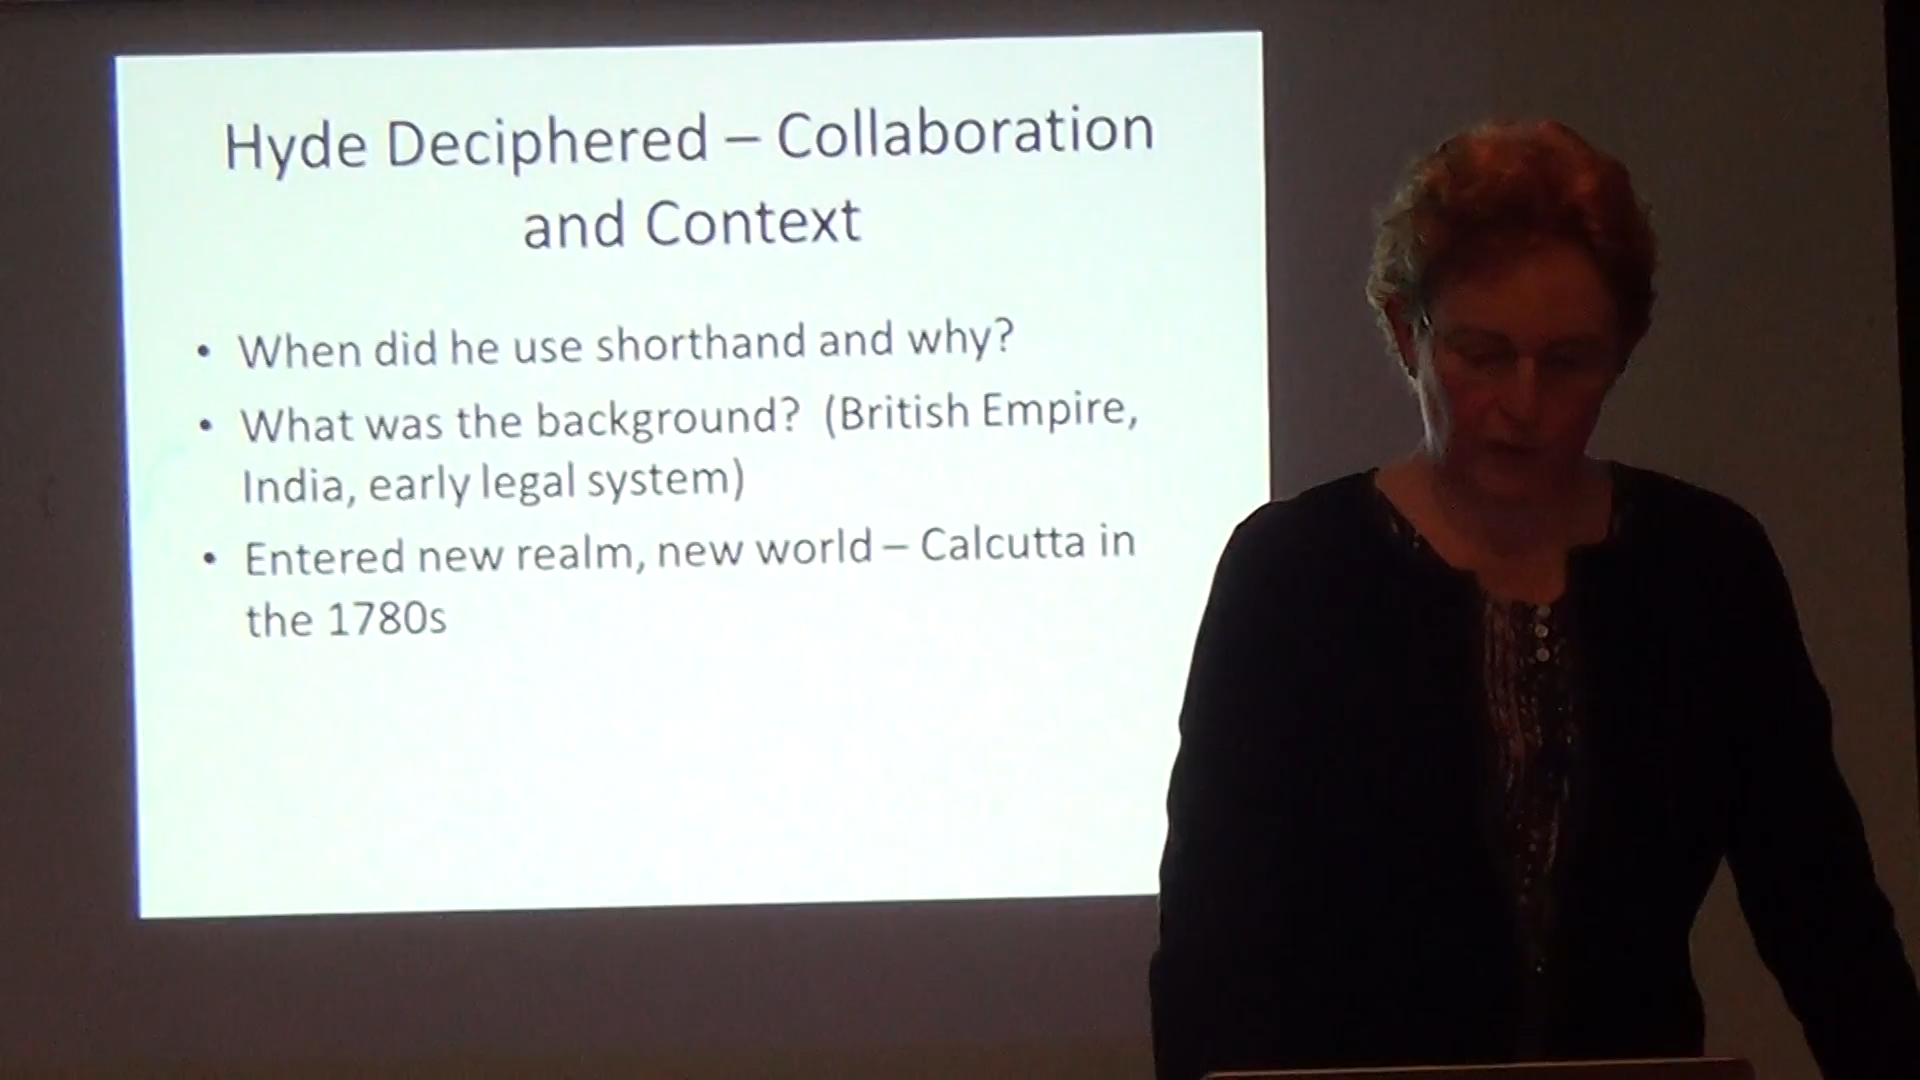 Hyde Deciphered – Collaboration
and Context
• When did he use shorthand and why?
• What was the background? (British Empire,
India, early legal system)
• Entered new realm, new world – Calcutta in
the 1780s